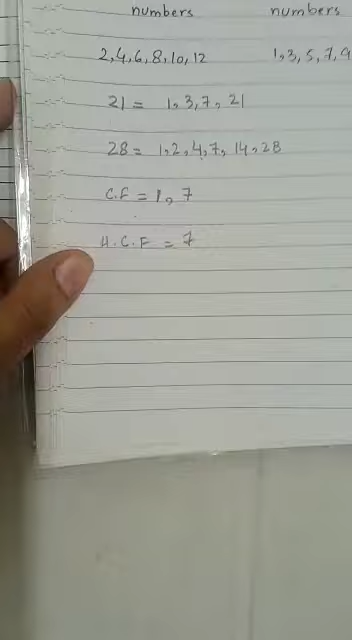 numbers numbers
2,4,6,8,10,12 1,3,5,7,9
21 = 1,3,7,21
28 = 1,2,4,7,14,28
C.F = 1,7
H.C.F = 7